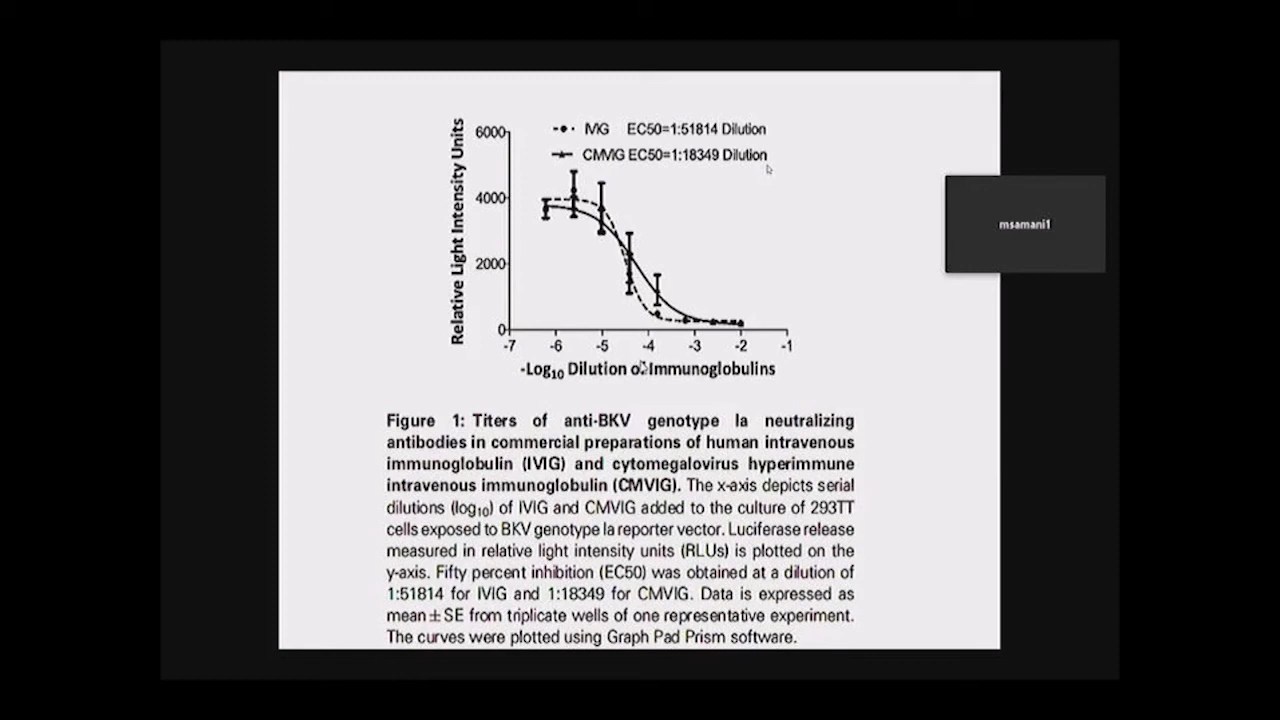 6000
IVIG EC50=1:51814 Dilution
CMVIG EC50=1:18349 Dilution
4000
2000
0
Relative Light Intensity Units
-7 -6 -5 -4 -3 -2 -1
-Log10 Dilution of Immunoglobulins
msamani1
Figure 1: Titers of anti-BKV genotype Ia neutralizing
antibodies in commercial preparations of human intravenous
immunoglobulin (IVIG) and cytomegalovirus hyperimmune
intravenous immunoglobulin (CMVIG). The x-axis depicts serial
dilutions (log10) of IVIG and CMVIG added to the culture of 293TT
cells exposed to BKV genotype Ia reporter vector. Luciferase release
measured in relative light intensity units (RLUs) is plotted on the
y-axis. Fifty percent inhibition (EC50) was obtained at a dilution of
1:51814 for IVIG and 1:18349 for CMVIG. Data is expressed as
mean ± SE from triplicate wells of one representative experiment.
The curves were plotted using Graph Pad Prism software.